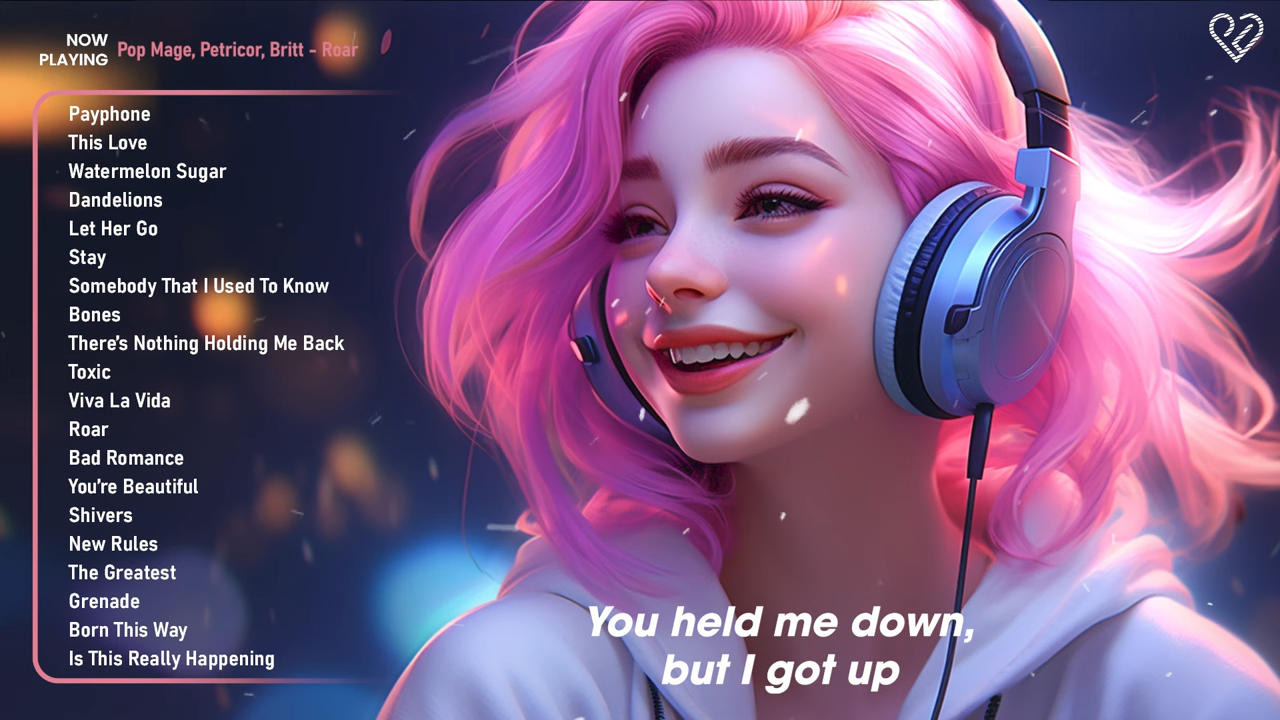 NOW
PLAYING
Pop Mage, Petricor, Britt - Roar
Payphone
This Love
Watermelon Sugar
Dandelions
Let Her Go
Stay
Somebody That I Used To Know
Bones
There's Nothing Holding Me Back
Toxic
Viva La Vida
Roar
Bad Romance
You're Beautiful
Shivers
New Rules
The Greatest
Grenade
Born This Way
Is This Really Happening
You held me down,
but I got up